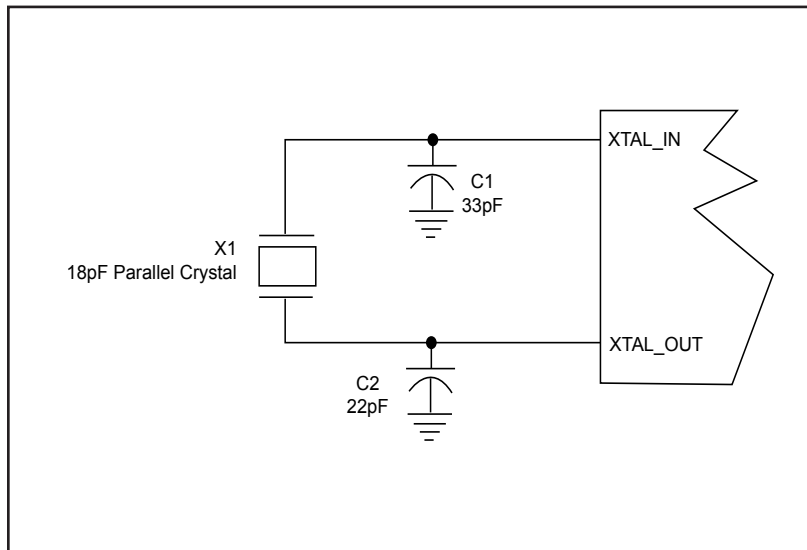 XTAL_IN
C1
33pF
X1
18pF Parallel Crystal
XTAL_OUT
C2
22pF